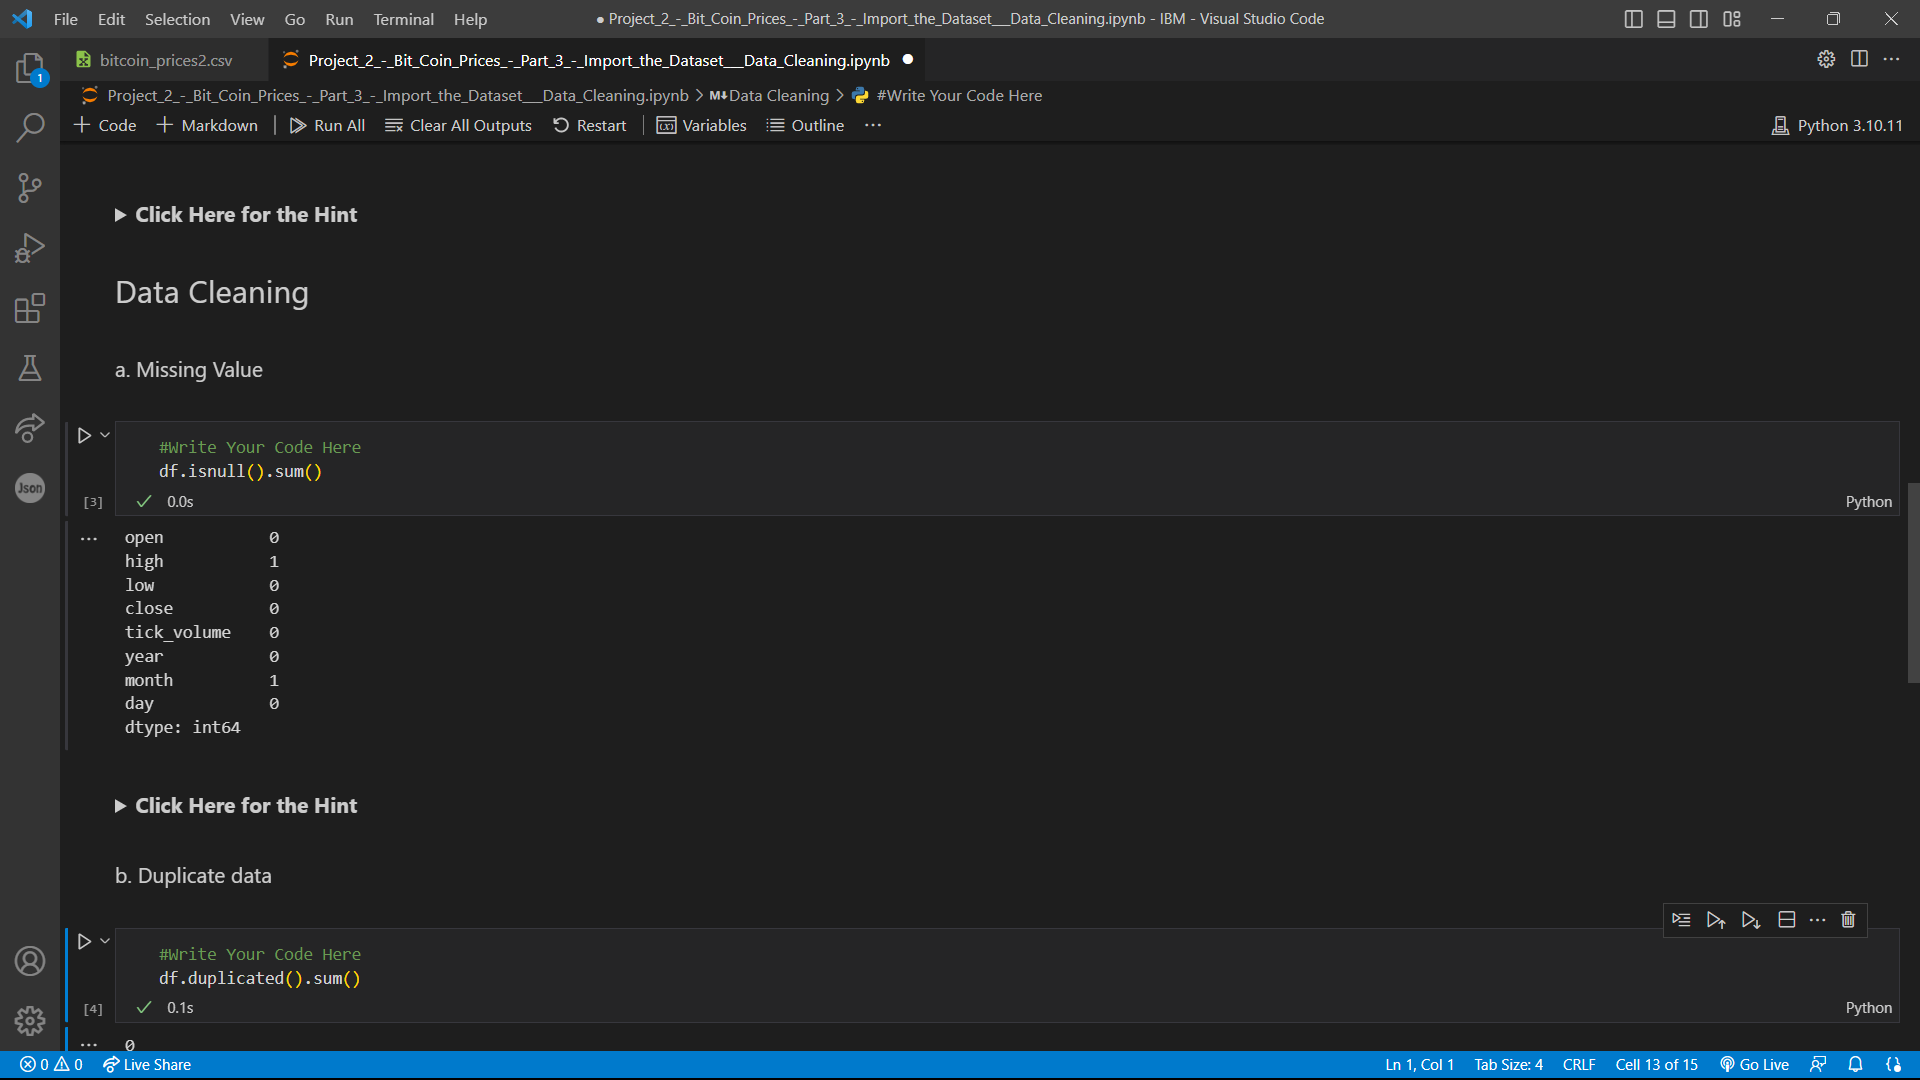 File Edit Selection View Go Run Terminal Help
● Project_2_-_Bit_Coin_Prices_-_Part_3_-_Import_the_Dataset___Data_Cleaning.ipynb - IBM - Visual Studio Code
bitcoin_prices2.csv
Project_2_-_Bit_Coin_Prices_-_Part_3_-_Import_the_Dataset___Data_Cleaning.ipynb
1
Project_2_-_Bit_Coin_Prices_-_Part_3_-_Import_the_Dataset___Data_Cleaning.ipynb > M↓Data Cleaning > #Write Your Code Here
+ Code + Markdown | Run All Clear All Outputs Restart | Variables Outline ···
Python 3.10.11
Click Here for the Hint
Data Cleaning
a. Missing Value
#Write Your Code Here
df.isnull().sum()
[3] ✓ 0.0s
Python
open 0
high 1
low 0
close 0
tick_volume 0
year 0
month 1
day 0
dtype: int64
Json
Click Here for the Hint
b. Duplicate data
#Write Your Code Here
df.duplicated().sum()
[4] ✓ 0.1s
Python
0
0 0 Live Share
Ln 1, Col 1 Tab Size: 4 CRLF Cell 13 of 15 Go Live